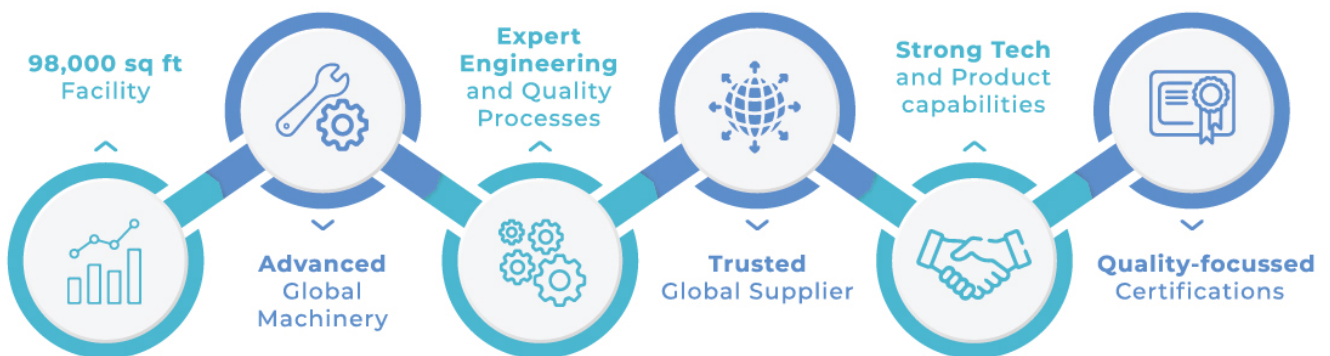 98,000 sq ft
Facility
Advanced
Global
Machinery
Expert
Engineering
and Quality
Processes
Trusted
Global Supplier
Strong Tech
and Product
capabilities
Quality-focussed
Certifications